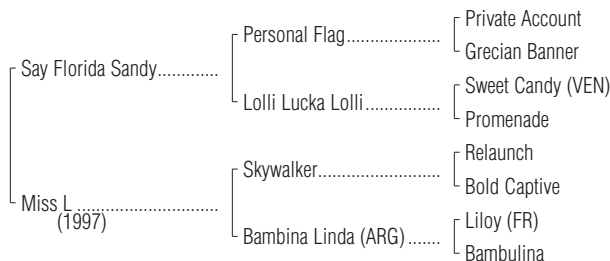 Private Account
Personal Flag....................
Grecian Banner
Say Florida Sandy.............
Sweet Candy (VEN)
Lolli Lucka Lolli................
Promenade
Relaunch
Skywalker.........................
Bold Captive
Miss L ..............................
(1997)
Liloy (FR)
Bambina Linda (ARG) .......
Bambulina